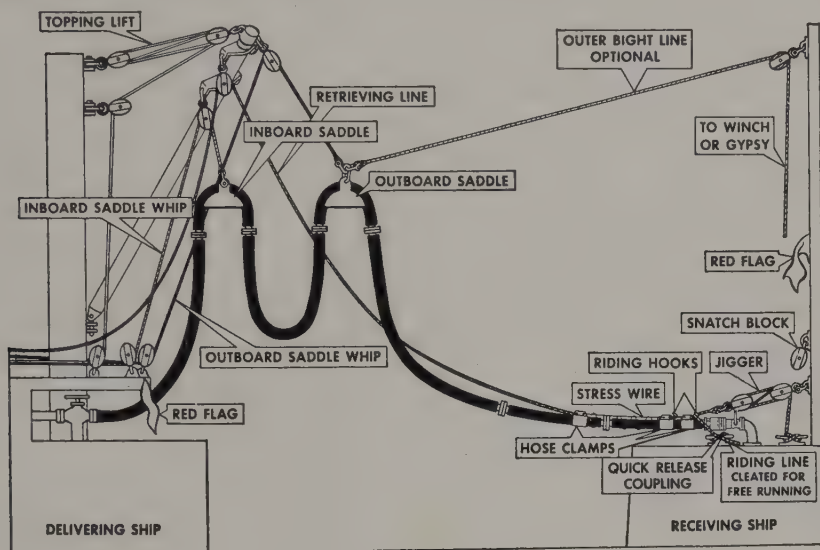 TOPPING LIFT
OUTER BIGHT LINE
OPTIONAL
RETRIEVING LINE
INBOARD SADDLE
TO WINCH
OR GYPSY
OUTBOARD SADDLE
INBOARD SADDLE WHIP
RED FLAG
SNATCH BLOCK
OUTBOARD SADDLE WHIP
RIDING HOOKS
JIGGER
STRESS WIRE
RED FLAG
HOSE CLAMPS
QUICK RELEASE
COUPLING
RIDING LINE
CLEATED FOR
FREE RUNNING
DELIVERING SHIP
RECEIVING SHIP